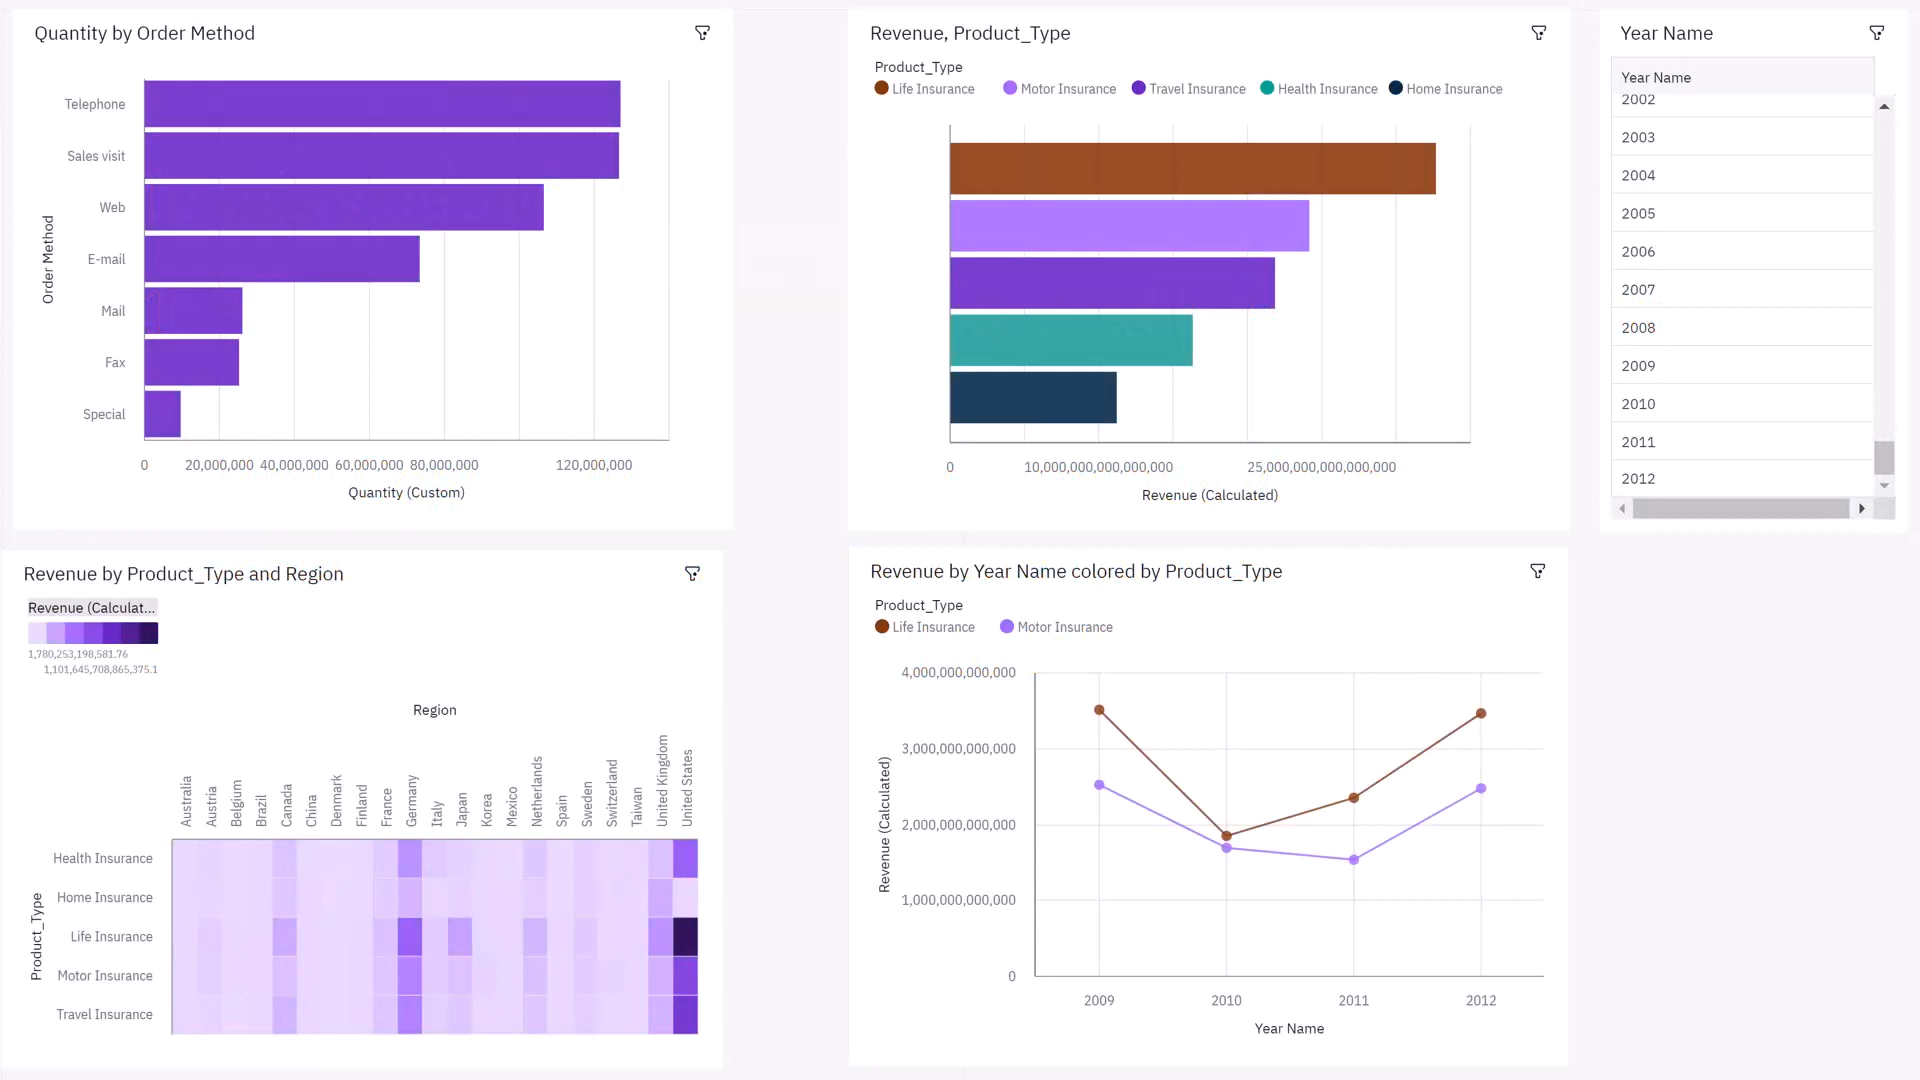 Quantity by Order Method
Order Method
Telephone
Sales visit
Web
E-mail
Mail
Fax
Special
0 20,000,000 40,000,000 60,000,000 80,000,000 120,000,000
Quantity (Custom)
Revenue, Product_Type
Product_Type
Life Insurance Motor Insurance Travel Insurance Health Insurance Home Insurance
0 10,000,000,000,000,000 25,000,000,000,000,000
Revenue (Calculated)
Year Name
Year Name
2002
2003
2004
2005
2006
2007
2008
2009
2010
2011
2012
Revenue by Product_Type and Region
Revenue (Calculat...
1,780,253,198,581.76
1,101,645,708,865,375.1
Region
Australia
Austria
Belgium
Brazil
Canada
China
Denmark
Finland
France
Germany
Italy
Japan
Korea
Mexico
Netherlands
Spain
Sweden
Switzerland
Taiwan
United Kingdom
United States
Product_Type
Health Insurance
Home Insurance
Life Insurance
Motor Insurance
Travel Insurance
Revenue by Year Name colored by Product_Type
Product_Type
Life Insurance Motor Insurance
Revenue (Calculated)
4,000,000,000,000
3,000,000,000,000
2,000,000,000,000
1,000,000,000,000
0
2009 2010 2011 2012
Year Name